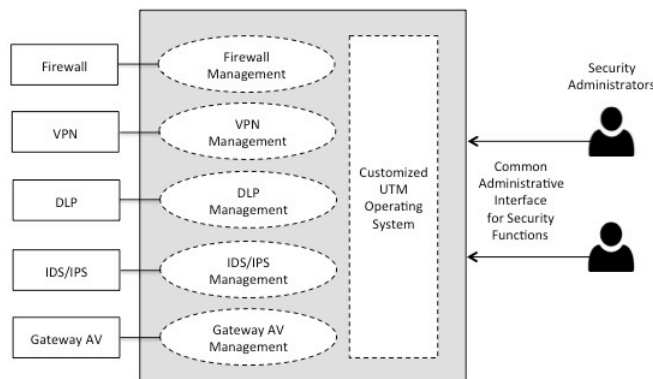 Firewall
Firewall
Management
VPN
VPN
Management
DLP
DLP
Management
IDS/IPS
IDS/IPS
Management
Gateway AV
Gateway AV
Management
Customized
UTM
Operating
System
Security
Administrators
Common
Administrative
Interface
for Security
Functions